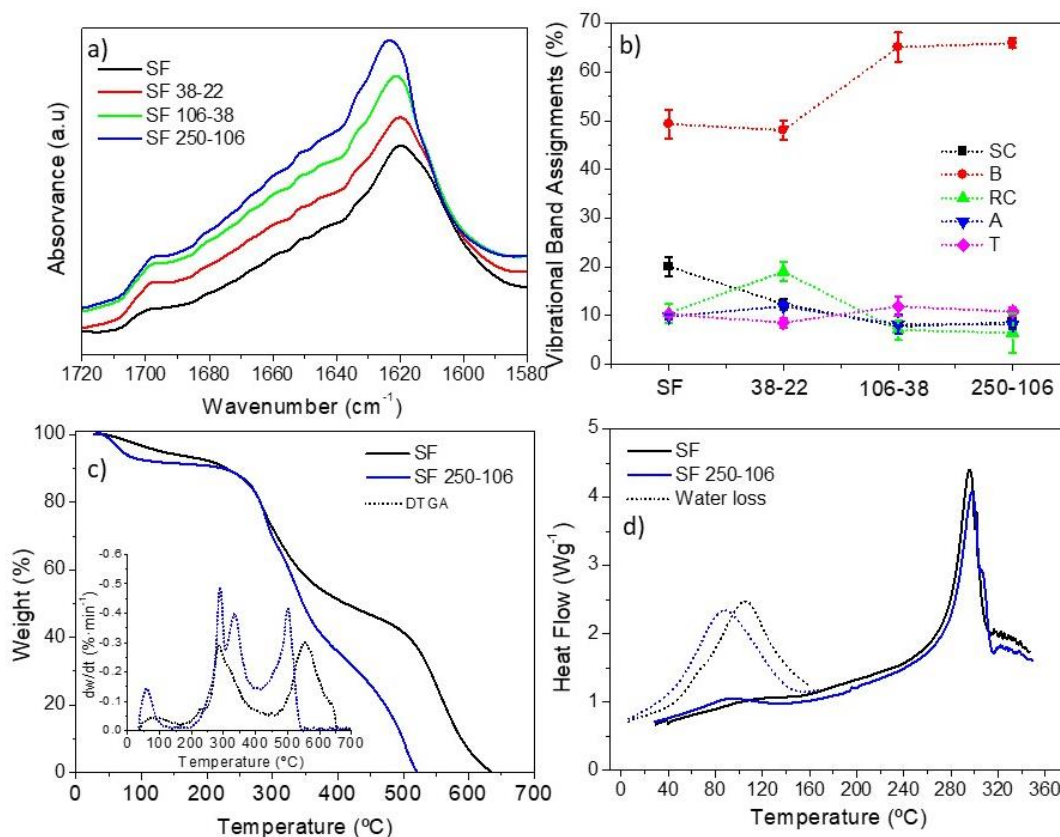 a)
SF
SF 38-22
SF 106-38
SF 250-106
Absorvance (a.u)
1720 1700 1680 1660 1640 1620 1600 1580
Wavenumber (cm⁻¹)
b)
Vibrational Band Assignments (%)
70
60
50
40
30
20
10
0
SC
B
RC
A
T
SF 38-22 106-38 250-106
c)
SF
SF 250-106
DTGA
Weight (%)
100
80
60
40
20
0
-0.6
-0.5
-0.4
-0.3
-0.2
-0.1
0.0
dw/dt (%·min⁻¹)
0 100 200 300 400 500 600 700
Temperature (ºC)
0 100 200 300 400 500 600 700
Temperature (ºC)
SF
SF 250-106
Water loss
d)
Heat Flow (Wg⁻¹)
5
4
3
2
1
0
0 40 80 120 160 200 240 280 320 360
Temperature (ºC)